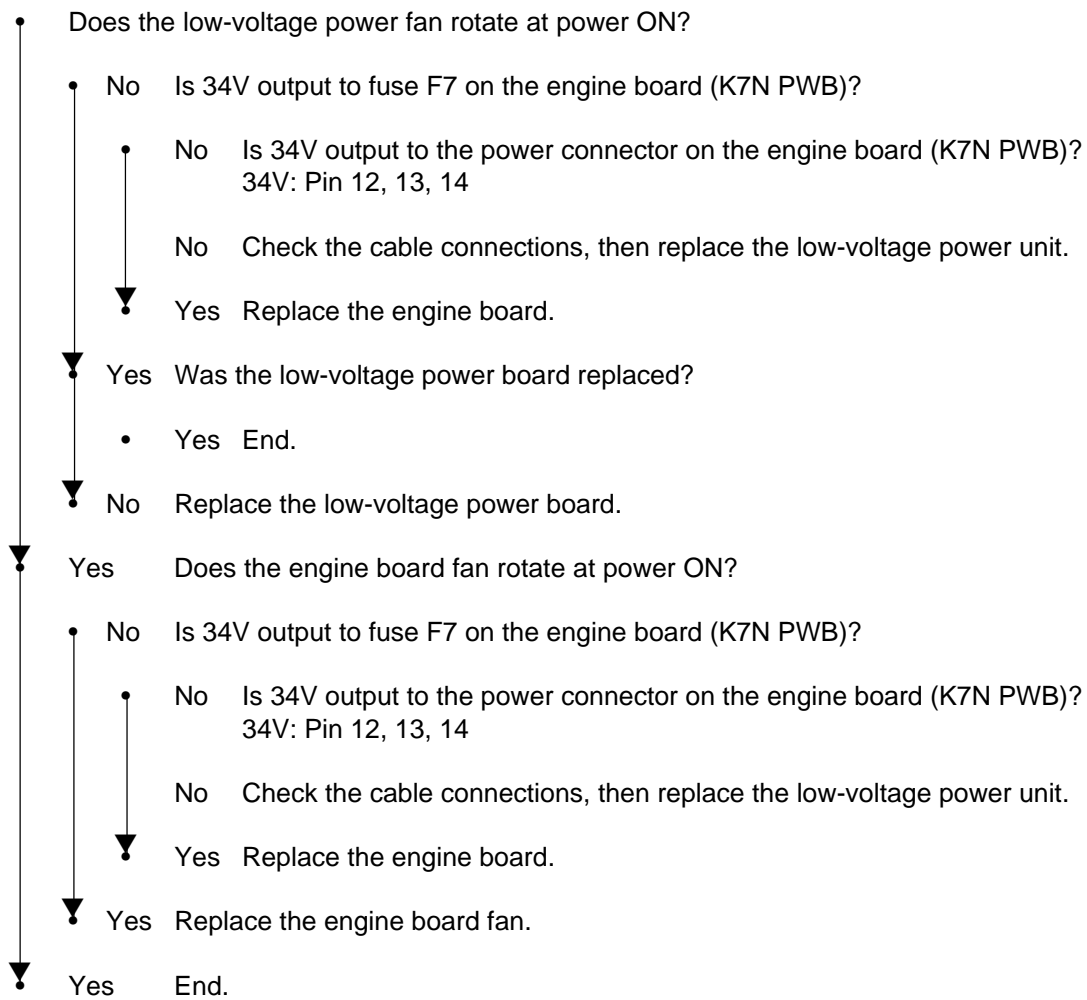 Does the low-voltage power fan rotate at power ON?
No Is 34V output to fuse F7 on the engine board (K7N PWB)?
No Is 34V output to the power connector on the engine board (K7N PWB)?
34V: Pin 12, 13, 14
No Check the cable connections, then replace the low-voltage power unit.
Yes Replace the engine board.
Yes Was the low-voltage power board replaced?
• Yes End.
No Replace the low-voltage power board.
Yes Does the engine board fan rotate at power ON?
No Is 34V output to fuse F7 on the engine board (K7N PWB)?
No Is 34V output to the power connector on the engine board (K7N PWB)?
34V: Pin 12, 13, 14
No Check the cable connections, then replace the low-voltage power unit.
Yes Replace the engine board.
Yes Replace the engine board fan.
Yes End.